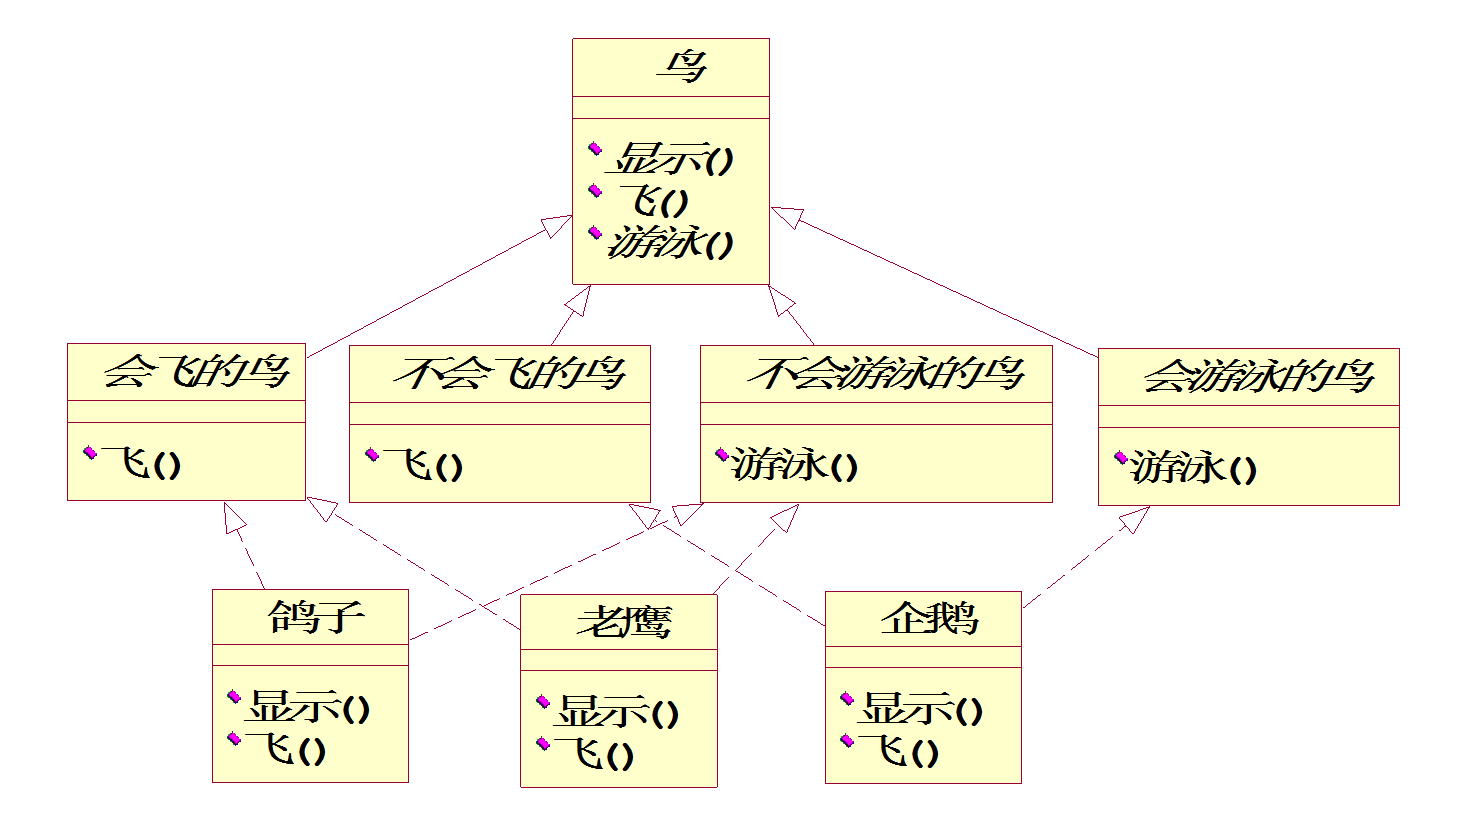 鸟
显示()
飞()
游泳()
会飞的鸟
飞()
不会飞的鸟
飞()
不会游泳的鸟
游泳()
会游泳的鸟
游泳()
鸽子
显示()
飞()
老鹰
显示()
飞()
企鹅
显示()
飞()